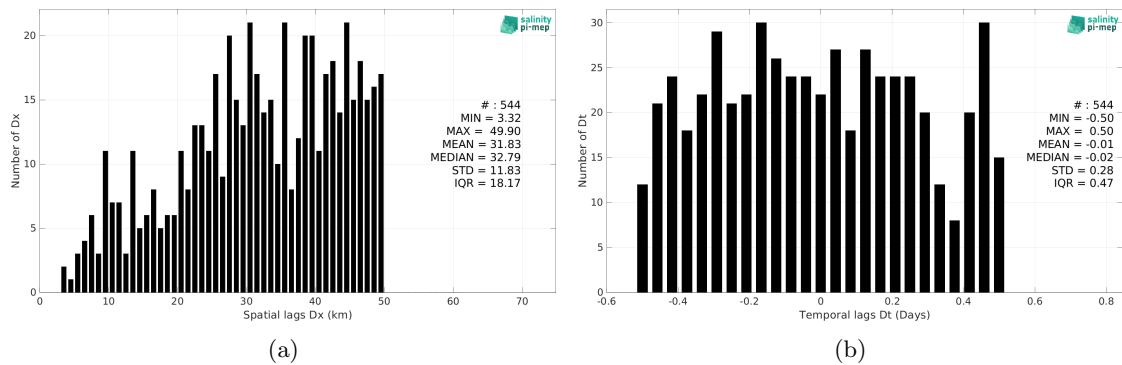 salinity
pi-mep
20
15
10
5
0
Number of Dx
# : 544
MIN = 3.32
MAX = 49.90
MEAN = 31.83
MEDIAN = 32.79
STD = 11.83
IQR = 18.17
0 10 20 30 40 50 60 70
Spatial lags Dx (km)
(a)
salinity
pi-mep
30
25
20
15
10
5
0
Number of Dt
# : 544
MIN = -0.50
MAX = 0.50
MEAN = -0.01
MEDIAN = -0.02
STD = 0.28
IQR = 0.47
-0.6 -0.4 -0.2 0 0.2 0.4 0.6 0.8
Temporal lags Dt (Days)
(b)